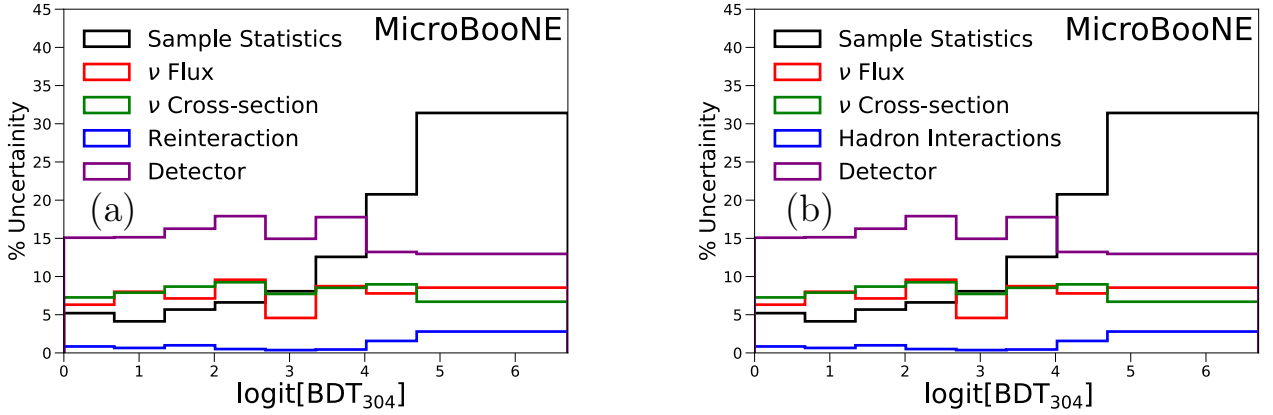 MicroBooNE
45
40
35
30
25
20
15
10
5
0
% Uncertainity
Sample Statistics
ν Flux
ν Cross-section
Reinteraction
Detector
(a)
0 1 2 3 4 5 6
logit[BDT₃₀₄]
MicroBooNE
45
40
35
30
25
20
15
10
5
0
% Uncertainity
Sample Statistics
ν Flux
ν Cross-section
Hadron Interactions
Detector
(b)
0 1 2 3 4 5 6
logit[BDT₃₀₄]